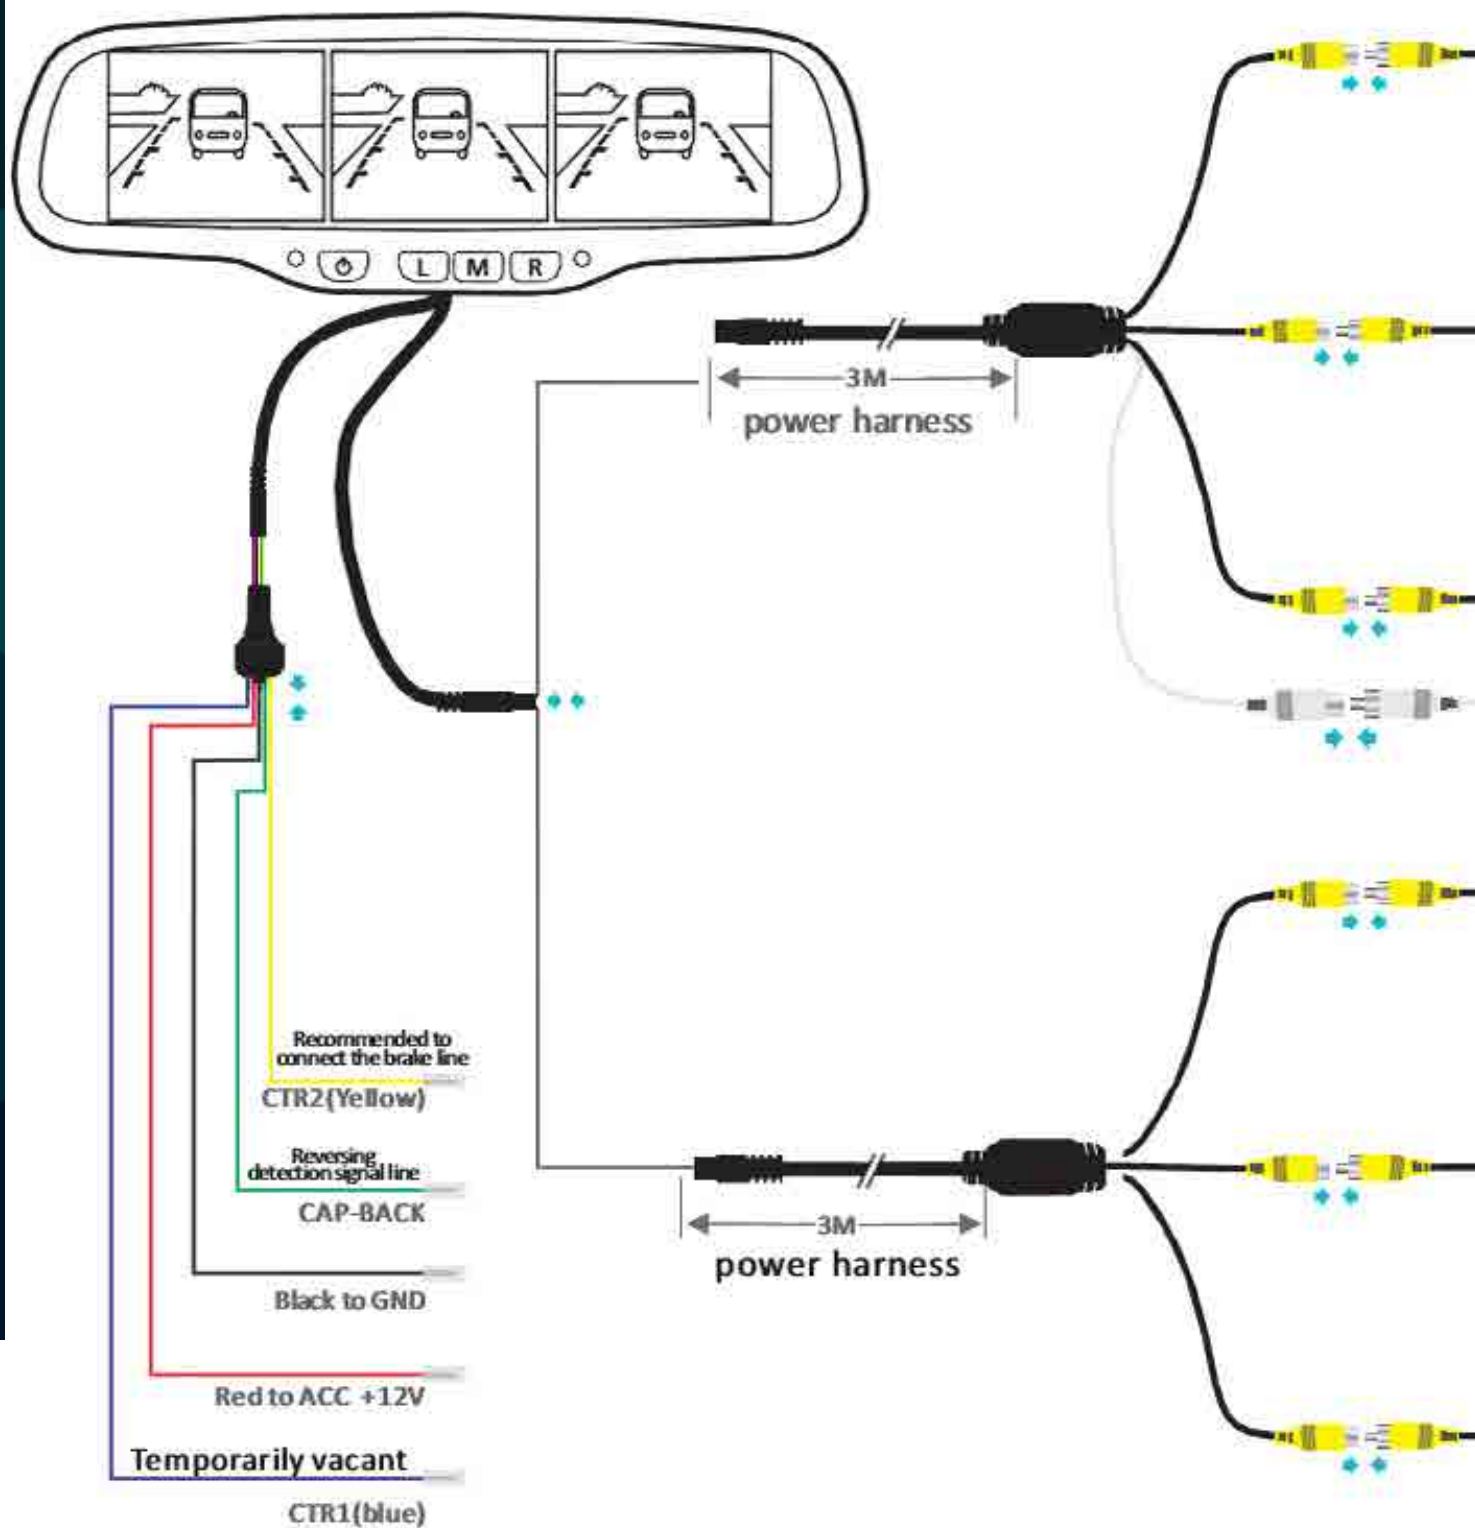 L M R
3M
power harness
Recommended to
connect the brake line
CTR2(Yellow)
Reversing
detection signal line
CAP-BACK
3M
power harness
Black to GND
Red to ACC +12V
Temporarily vacant
CTR1(blue)